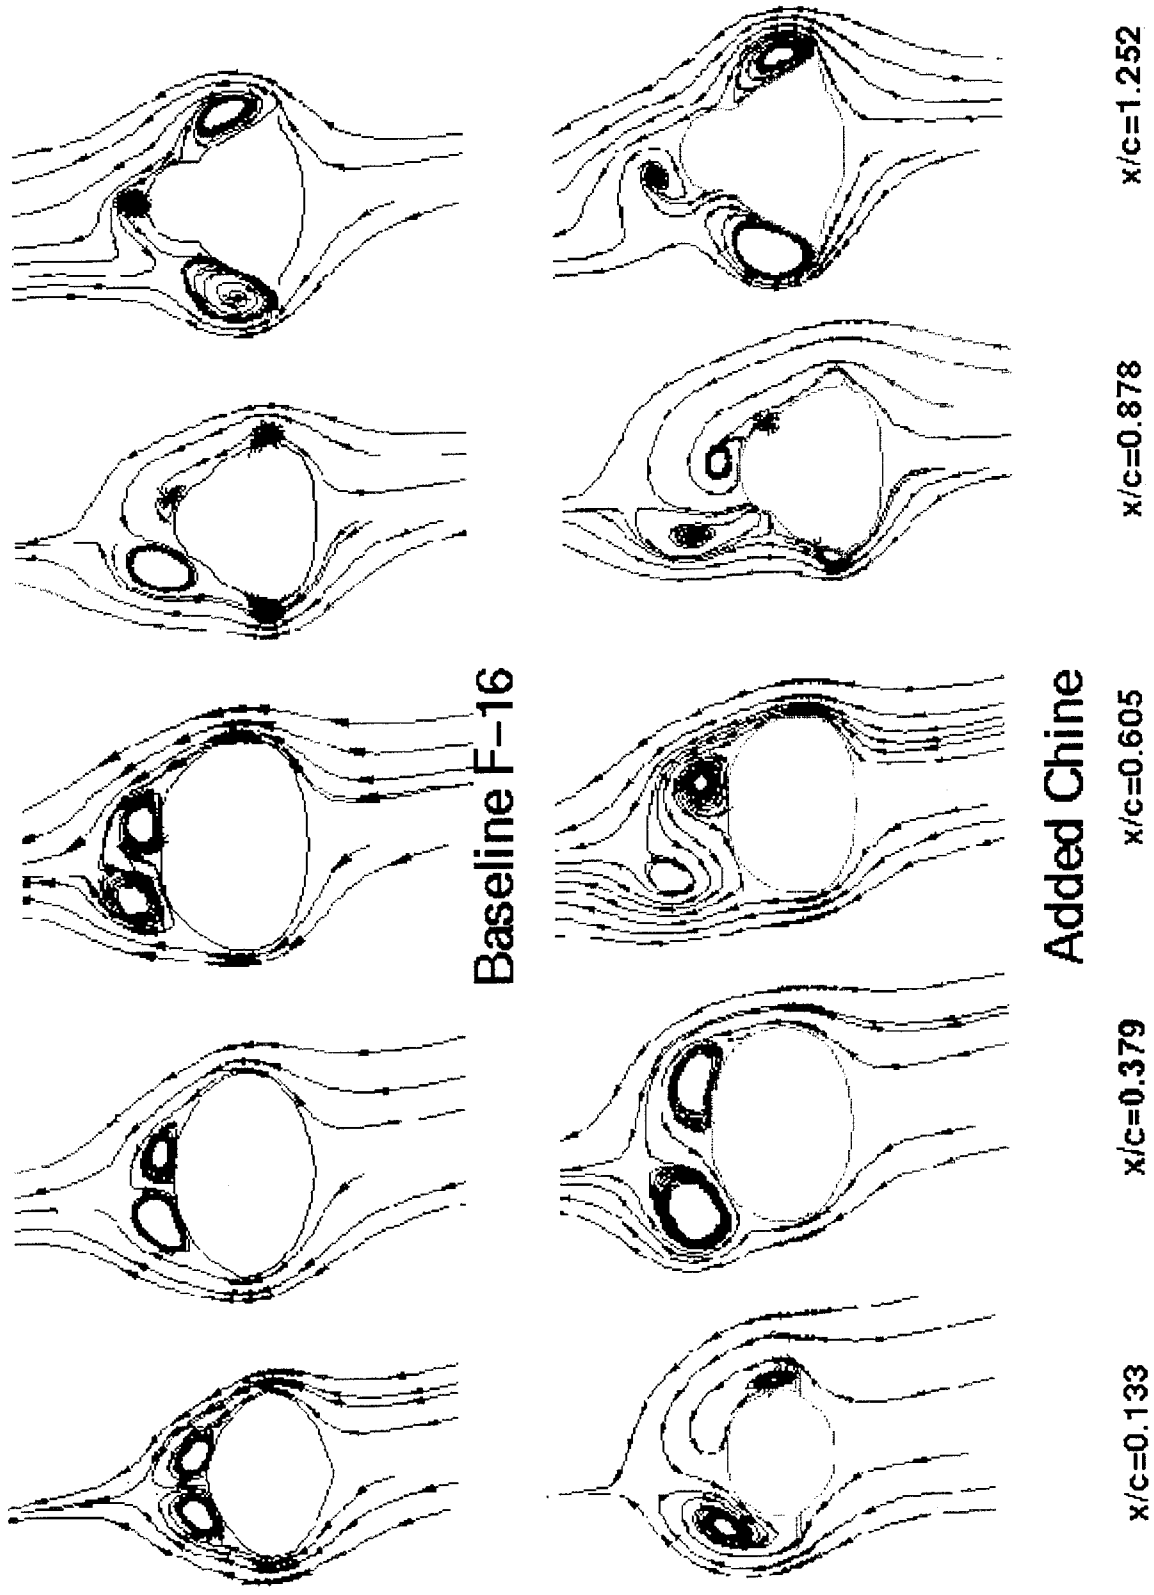 Baseline F-16
Added Chine
x/c=0.133
x/c=0.379
x/c=0.605
x/c=0.878
x/c=1.252